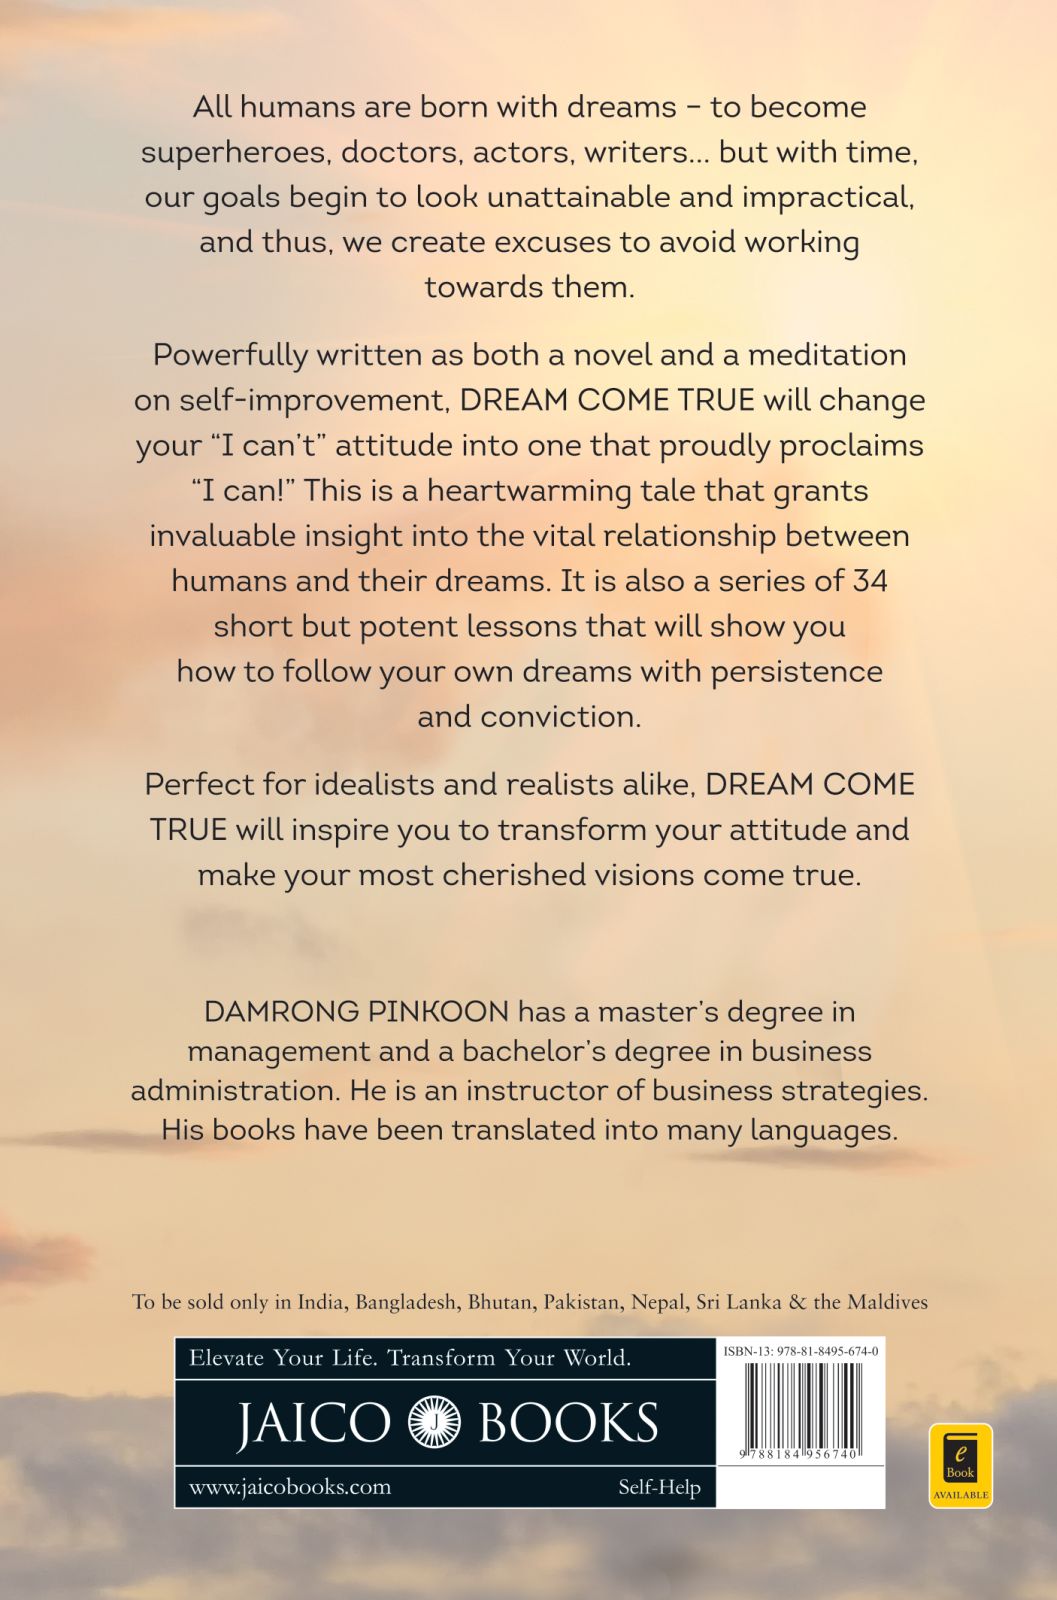 All humans are born with dreams – to become
superheroes, doctors, actors, writers... but with time,
our goals begin to look unattainable and impractical,
and thus, we create excuses to avoid working
towards them.
Powerfully written as both a novel and a meditation
on self-improvement, DREAM COME TRUE will change
your “I can’t” attitude into one that proudly proclaims
“I can!” This is a heartwarming tale that grants
invaluable insight into the vital relationship between
humans and their dreams. It is also a series of 34
short but potent lessons that will show you
how to follow your own dreams with persistence
and conviction.
Perfect for idealists and realists alike, DREAM COME
TRUE will inspire you to transform your attitude and
make your most cherished visions come true.
DAMRONG PINKOON has a master’s degree in
management and a bachelor’s degree in business
administration. He is an instructor of business strategies.
His books have been translated into many languages.
To be sold only in India, Bangladesh, Bhutan, Pakistan, Nepal, Sri Lanka & the Maldives
Elevate Your Life. Transform Your World.
JAICO J BOOKS
www.jaicobooks.com Self-Help
ISBN-13: 978-81-8495-674-0
9 788184 956740
e
Book
AVAILABLE